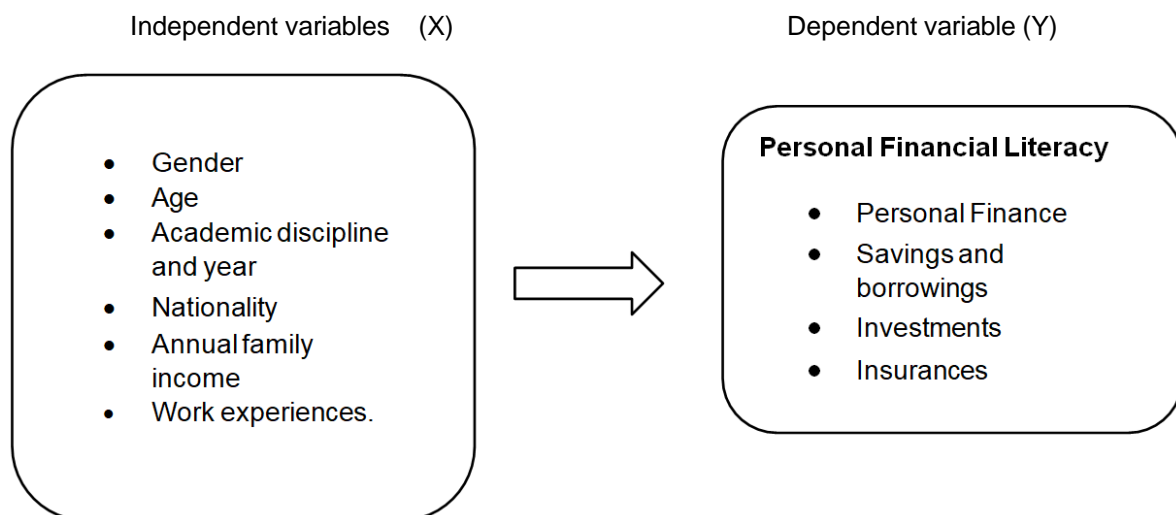 Independent variables (X)
Dependent variable (Y)
• Gender
• Age
• Academic discipline
and year
• Nationality
• Annual family
income
• Work experiences.
Personal Financial Literacy
• Personal Finance
• Savings and
borrowings
• Investments
• Insurances